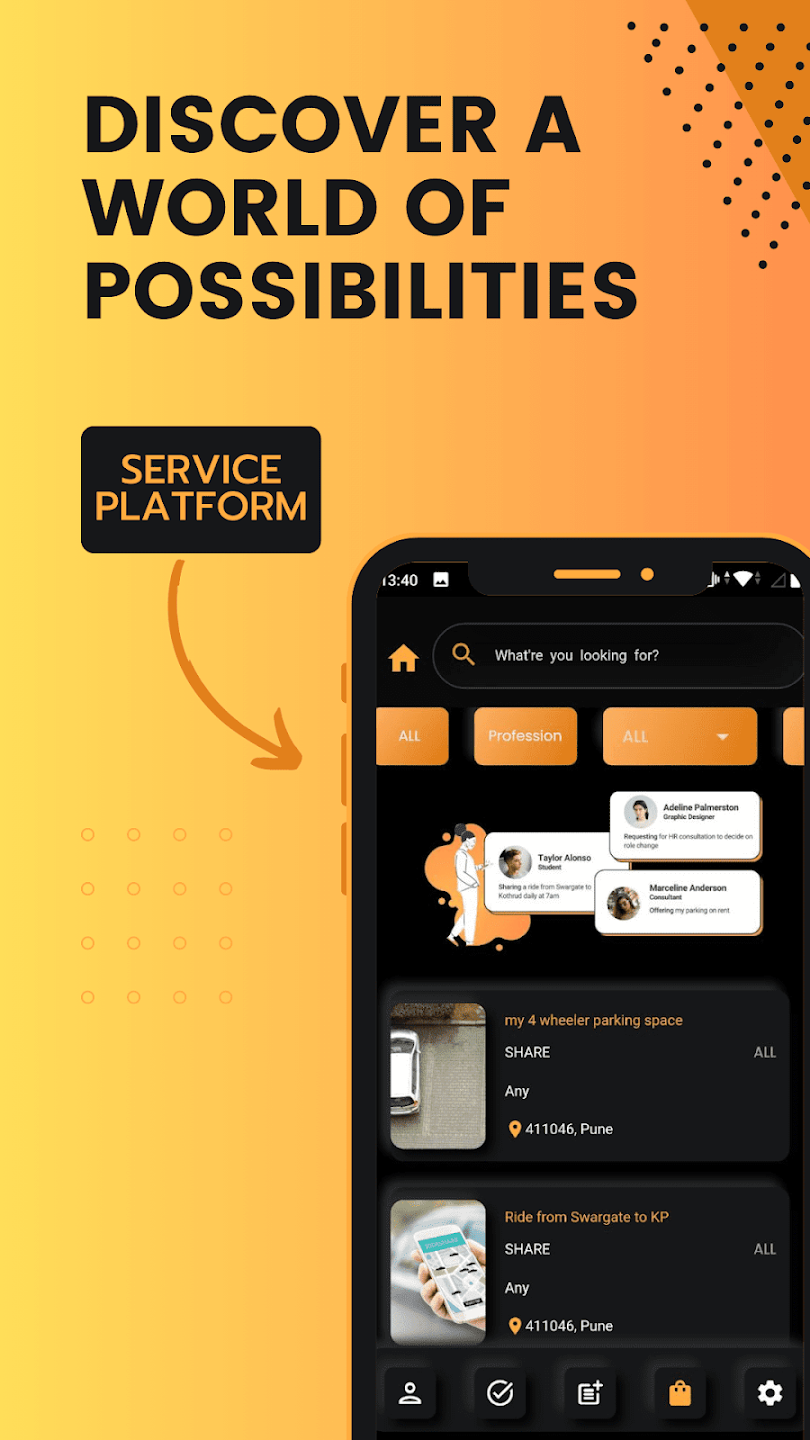 DISCOVER A
WORLD OF
POSSIBILITIES
SERVICE
PLATFORM
13:40
What're you looking for?
ALL
Profession
ALL
Adeline Palmerston
Graphic Designer
Requesting for HR consultation to decide on
role change
Taylor Alonso
Student
Sharing a ride from Swargate to
Kothrud daily at 7am
Marceline Anderson
Consultant
Offering my parking on rent
my 4 wheeler parking space
SHARE ALL
Any
411046, Pune
Ride from Swargate to KP
SHARE ALL
Any
411046, Pune